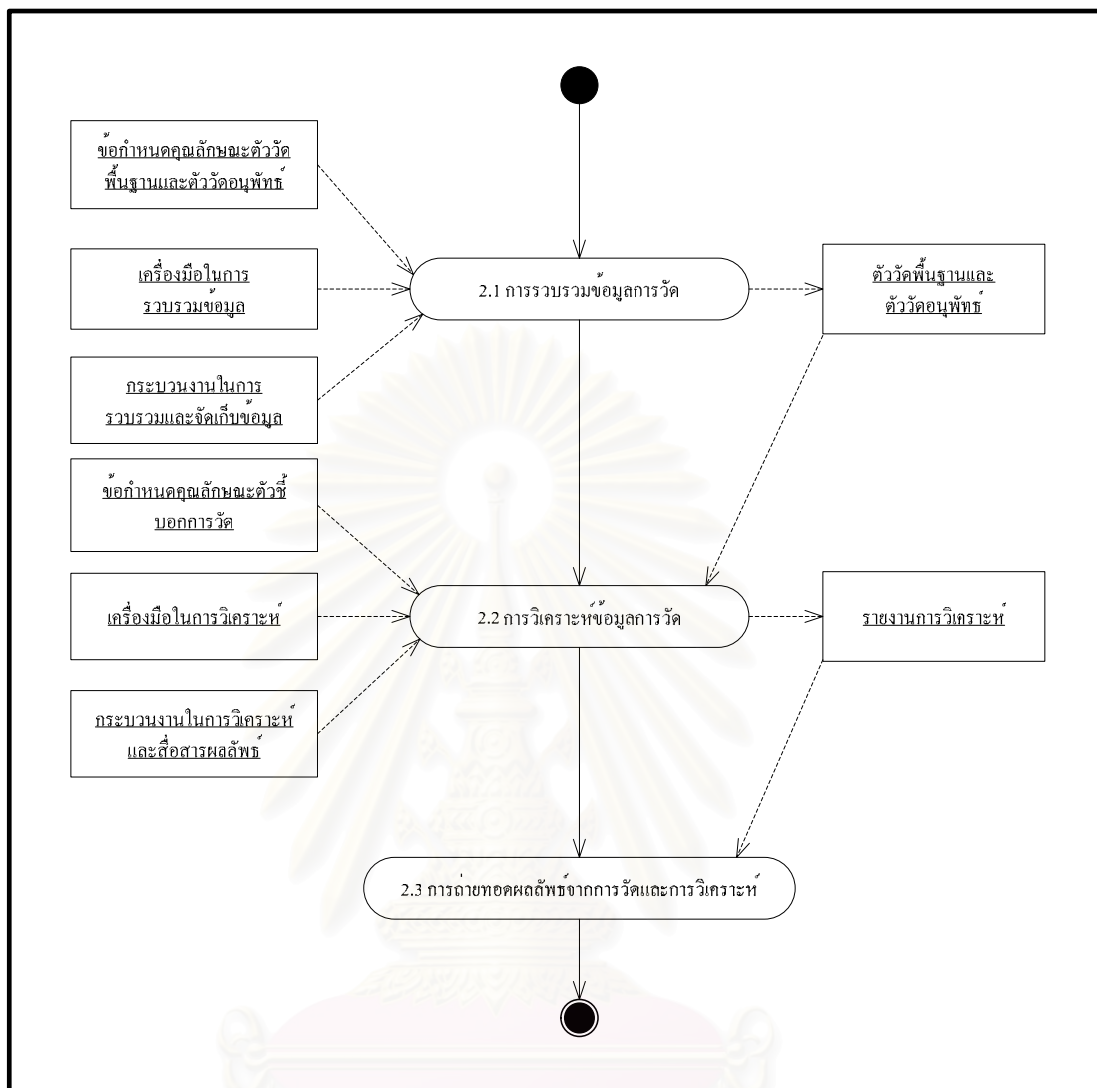 ข้อกำหนดคุณลักษณะตัววัด
พื้นฐานและตัววัดอนุพัทธ์
เครื่องมือในการ
รวบรวมข้อมูล
2.1 การรวบรวมข้อมูลการวัด
ตัววัดพื้นฐานและ
ตัววัดอนุพัทธ์
กระบวนงานในการ
รวบรวมและจัดเก็บข้อมูล
ข้อกำหนดคุณลักษณะตัวชี้
บอกการวัด
เครื่องมือในการวิเคราะห์
2.2 การวิเคราะห์ข้อมูลการวัด
รายงานการวิเคราะห์
กระบวนงานในการวิเคราะห์
และสื่อสารผลลัพธ์
2.3 การถ่ายทอดผลลัพธ์จากการวัดและการวิเคราะห์